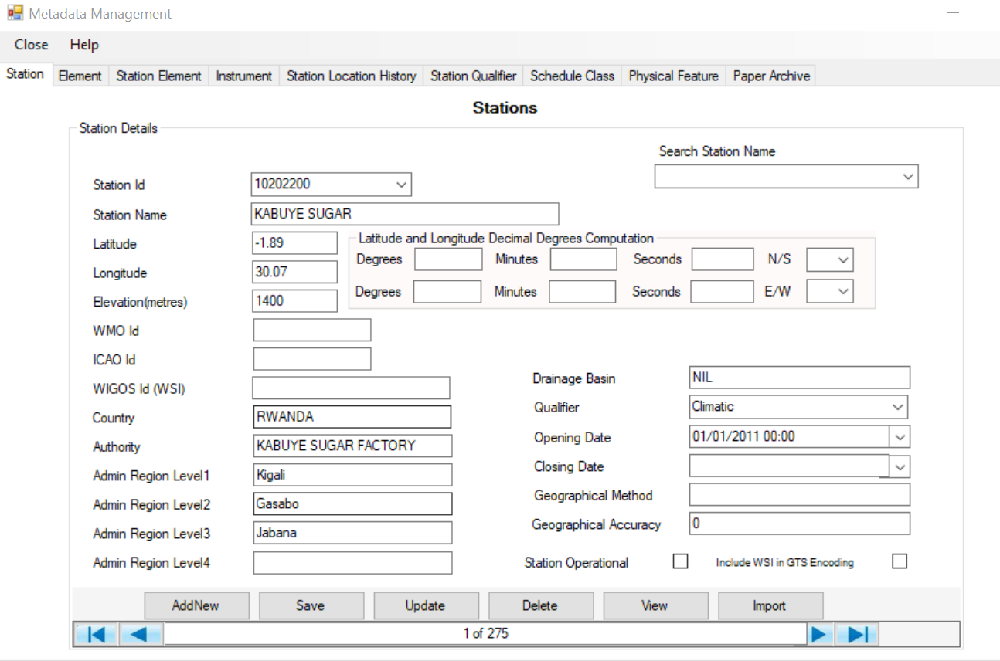 Metadata Management
Close Help
Station Element Station Element Instrument Station Location History Station Qualifier Schedule Class Physical Feature Paper Archive
Stations
Station Details
Search Station Name
Station Id 10202200
Station Name KABUYE SUGAR
Latitude -1.89 Latitude and Longitude Decimal Degrees Computation
Degrees Minutes Seconds N/S
Longitude 30.07
Degrees Minutes Seconds E/W
Elevation(metres) 1400
WMO Id
ICAO Id
WIGOS Id (WSI)
Country RWANDA
Authority KABUYE SUGAR FACTORY
Admin Region Level1 Kigali
Admin Region Level2 Gasabo
Admin Region Level3 Jabana
Admin Region Level4
Drainage Basin NIL
Qualifier Climatic
Opening Date 01/01/2011 00:00
Closing Date
Geographical Method
Geographical Accuracy 0
Station Operational Include WSI in GTS Encoding
AddNew Save Update Delete View Import
1 of 275